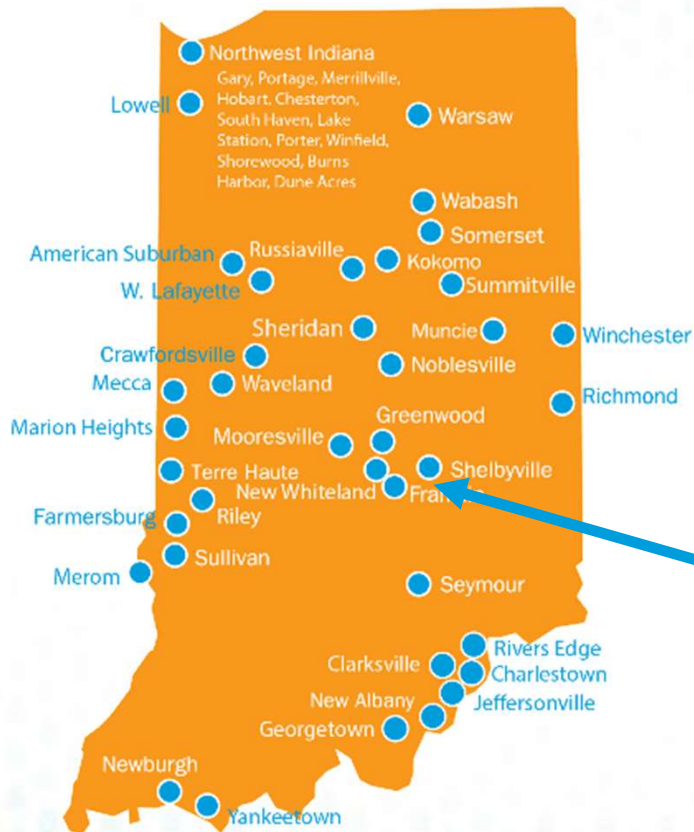 Northwest Indiana
Gary, Portage, Merrillville,
Hobart, Chesterton,
South Haven, Lake
Station, Porter, Winfield,
Shorewood, Burns
Harbor, Dune Acres
Lowell
Warsaw
Wabash
Somerset
American Suburban
Russiaville
Kokomo
W. Lafayette
Summitville
Sheridan
Muncie
Winchester
Crawfordsville
Noblesville
Mecca
Waveland
Richmond
Marion Heights
Mooresville
Greenwood
Terre Haute
New Whiteland
Shelbyville
Riley
Farmersburg
Sullivan
Merom
Seymour
Rivers Edge
Clarksville
Charlestown
New Albany
Jeffersonville
Georgetown
Newburgh
Yankeetown